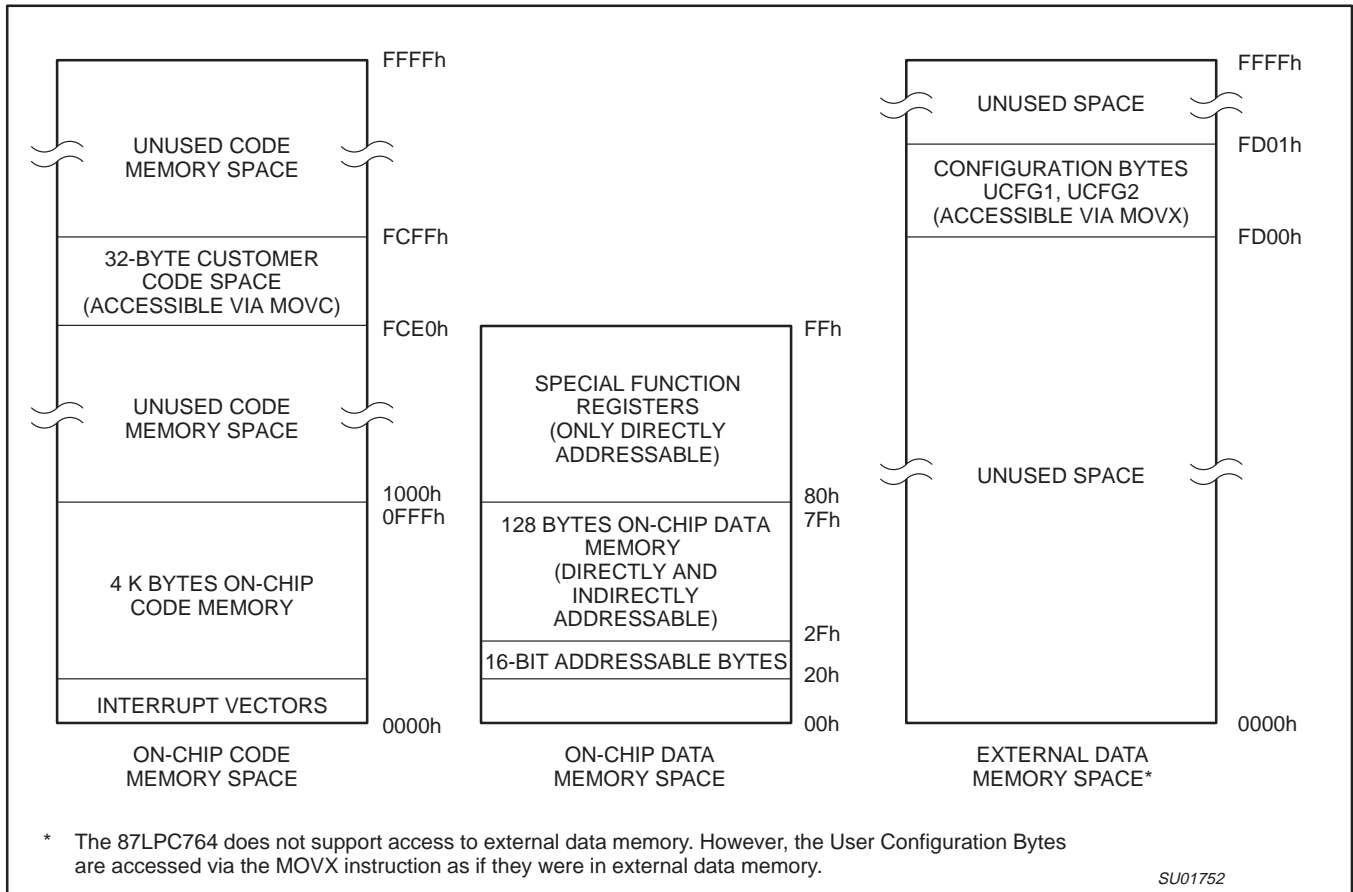 FFFFh
UNUSED CODE
MEMORY SPACE
FCFFh
32-BYTE CUSTOMER
CODE SPACE
(ACCESSIBLE VIA MOVC)
FCE0h
UNUSED CODE
MEMORY SPACE
1000h
0FFFh
4 K BYTES ON-CHIP
CODE MEMORY
INTERRUPT VECTORS
0000h
ON-CHIP CODE
MEMORY SPACE
FFh
SPECIAL FUNCTION
REGISTERS
(ONLY DIRECTLY
ADDRESSABLE)
80h
7Fh
128 BYTES ON-CHIP DATA
MEMORY
(DIRECTLY AND
INDIRECTLY
ADDRESSABLE)
2Fh
16-BIT ADDRESSABLE BYTES
20h
00h
ON-CHIP DATA
MEMORY SPACE
FFFFh
UNUSED SPACE
FD01h
CONFIGURATION BYTES
UCFG1, UCFG2
(ACCESSIBLE VIA MOVX)
FD00h
UNUSED SPACE
0000h
EXTERNAL DATA
MEMORY SPACE*
* The 87LPC764 does not support access to external data memory. However, the User Configuration Bytes
are accessed via the MOVX instruction as if they were in external data memory.
SU01752